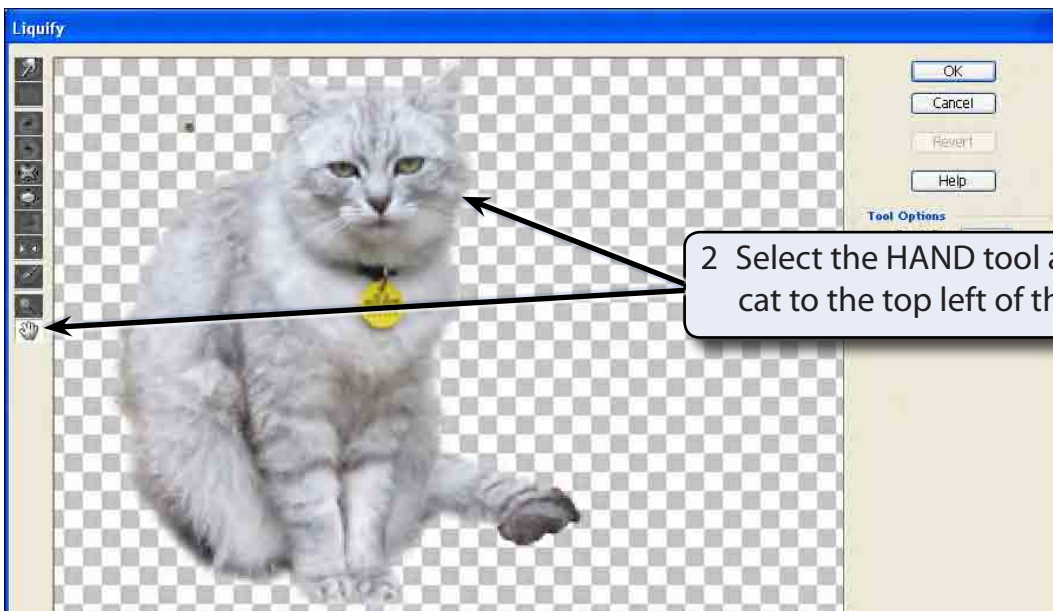 Liquify
OK
Cancel
Revert
Help
Tool Options
2 Select the HAND tool a
cat to the top left of th